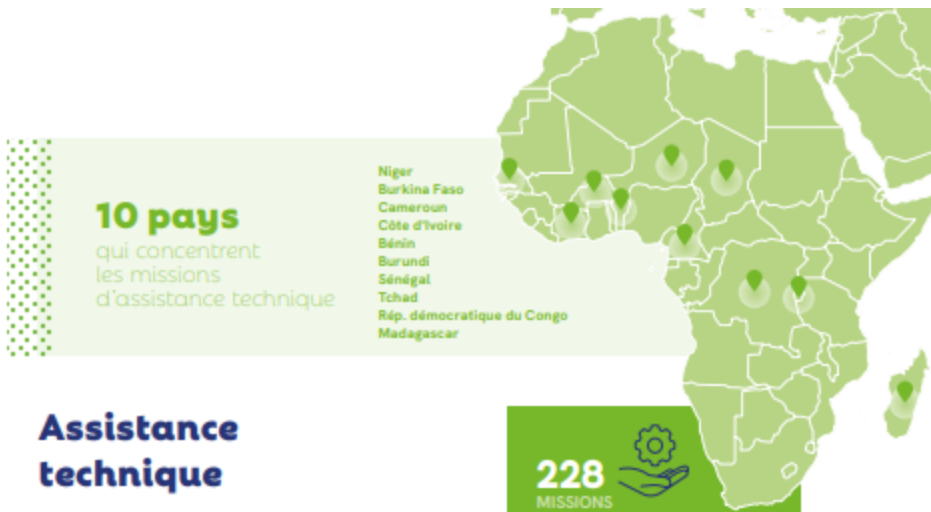 10 pays
qui concentrent
les missions
d'assistance technique
Niger
Burkina Faso
Cameroun
Côte d'Ivoire
Bénin
Burundi
Sénégal
Tchad
Rép. démocratique du Congo
Madagascar
Assistance
technique
228
MISSIONS